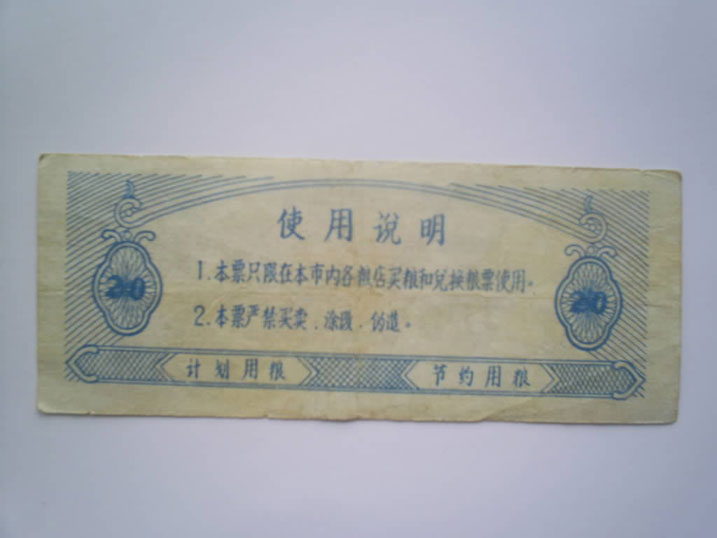 使用说明
1.本票只限在本市内各粮店买粮和兑换粮票使用。
2.本票严禁买卖、涂改、伪造。
20 20
计划用粮 节约用粮